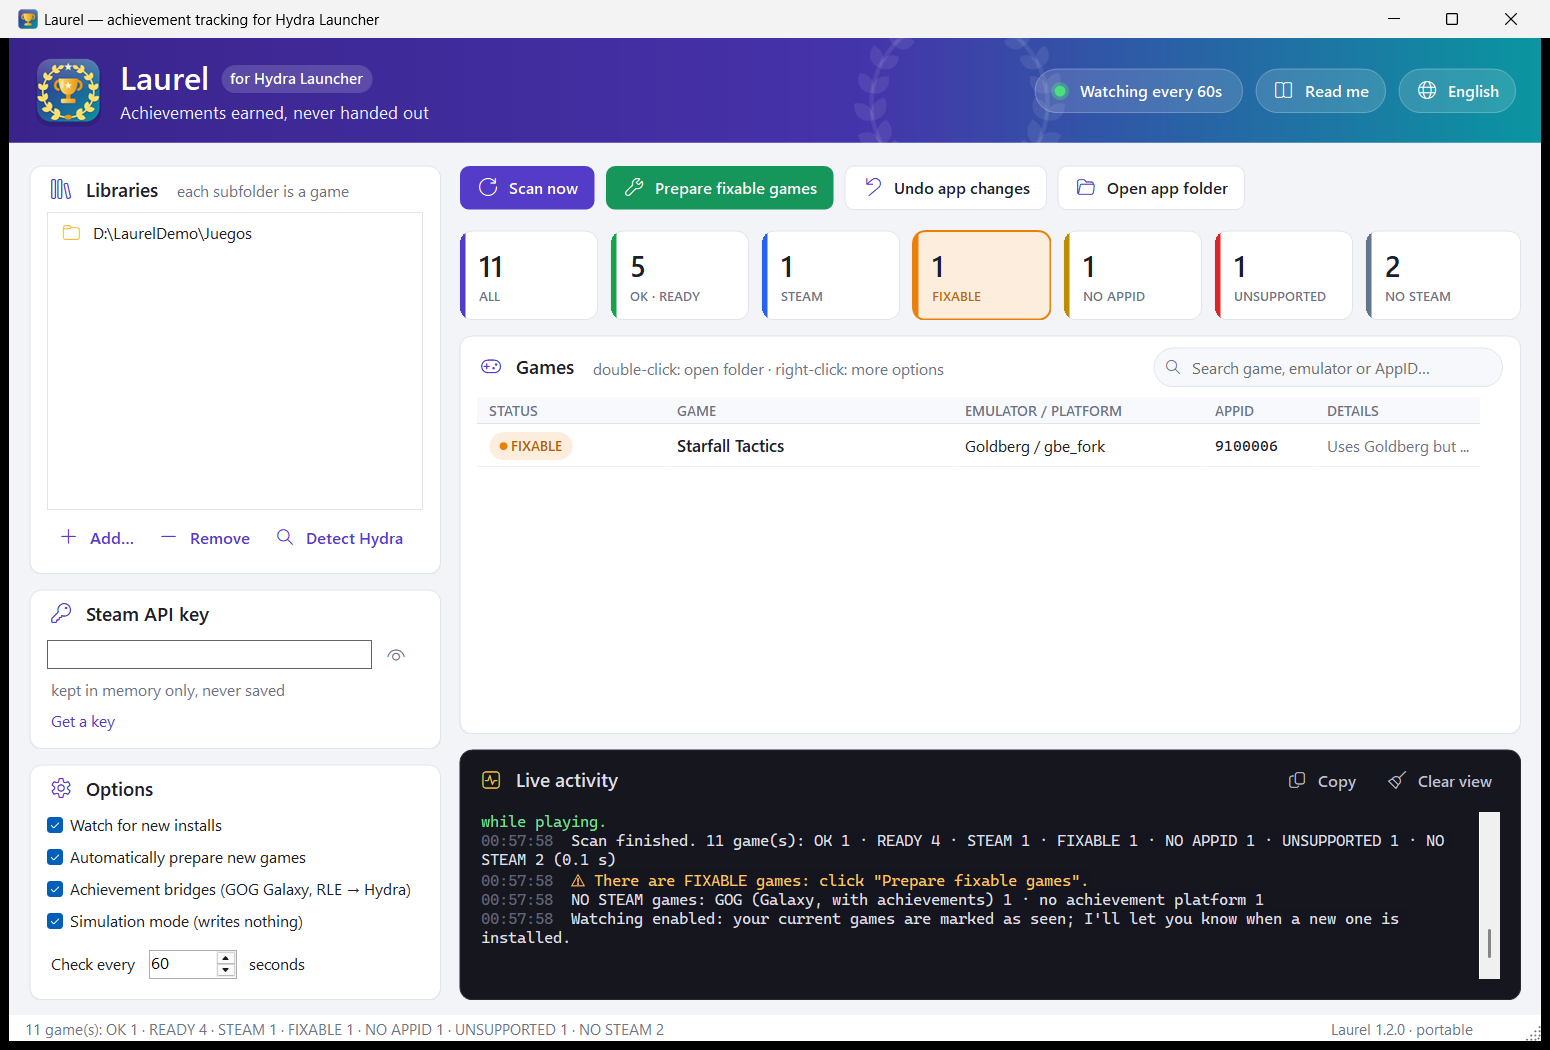 Laurel — achievement tracking for Hydra Launcher
Laurel for Hydra Launcher
Achievements earned, never handed out
Watching every 60s
Read me
English
Libraries each subfolder is a game
D:\LaurelDemo\Juegos
Add...
Remove
Detect Hydra
Steam API key
kept in memory only, never saved
Get a key
Options
Watch for new installs
Automatically prepare new games
Achievement bridges (GOG Galaxy, RLE → Hydra)
Simulation mode (writes nothing)
Check every 60 seconds
Scan now
Prepare fixable games
Undo app changes
Open app folder
11
ALL
5
OK · READY
1
STEAM
1
FIXABLE
1
NO APPID
1
UNSUPPORTED
2
NO STEAM
Games double-click: open folder · right-click: more options
Search game, emulator or AppID...
STATUS GAME EMULATOR / PLATFORM APPID DETAILS
FIXABLE Starfall Tactics Goldberg / gbe_fork 9100006 Uses Goldberg but ...
Live activity
Copy
Clear view
while playing.
00:57:58 Scan finished. 11 game(s): OK 1 · READY 4 · STEAM 1 · FIXABLE 1 · NO APPID 1 · UNSUPPORTED 1 · NO
STEAM 2 (0.1 s)
00:57:58 ⚠ There are FIXABLE games: click "Prepare fixable games".
00:57:58 NO STEAM games: GOG (Galaxy, with achievements) 1 · no achievement platform 1
00:57:58 Watching enabled: your current games are marked as seen; I'll let you know when a new one is
installed.
11 game(s): OK 1 · READY 4 · STEAM 1 · FIXABLE 1 · NO APPID 1 · UNSUPPORTED 1 · NO STEAM 2
Laurel 1.2.0 · portable